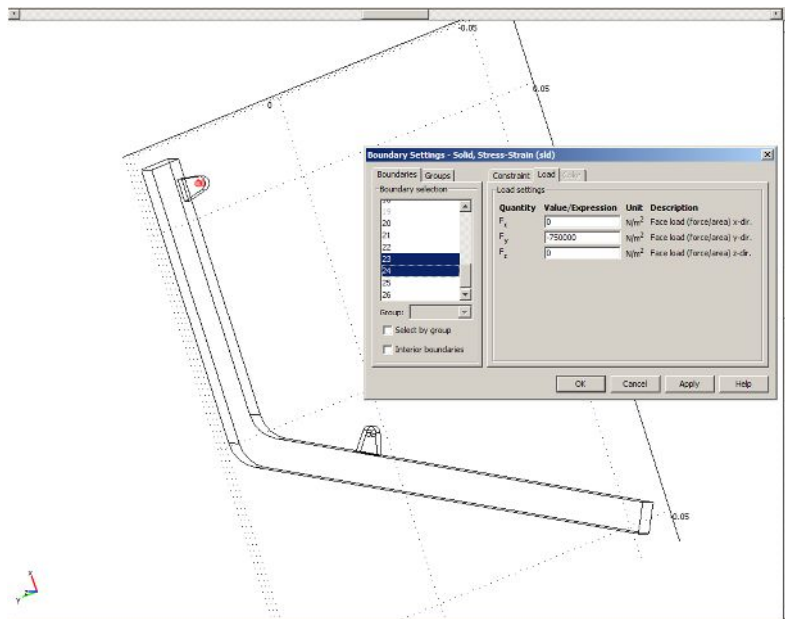 -0.05
0.05
0
Boundary Settings - Solid, Stress-Strain (sld)
Boundaries Groups
Constraint Load Color
Boundary selection
Load settings
Quantity Value/Expression Unit Description
Fx 0 N/m² Face load (force/area) x-dir.
Fy -750000 N/m² Face load (force/area) y-dir.
Fz 0 N/m² Face load (force/area) z-dir.
18
19
20
21
22
23
24
25
26
Group:
Select by group
Interior boundaries
OK Cancel Apply Help
-0.05
x
y